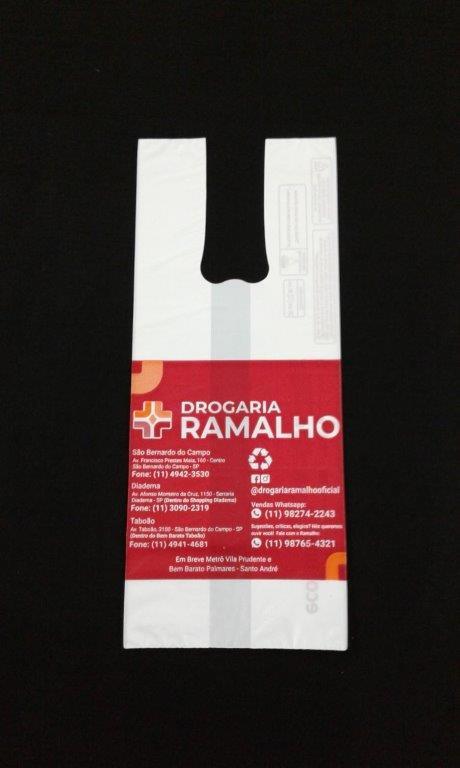 DROGARIA
RAMALHO
São Bernardo do Campo
Av. Francisco Prestes Maia, 160 - Centro
São Bernardo do Campo - SP
Fone: (11) 4942-3530
Diadema
Av. Afonso Monteiro da Cruz, 1150 - Serraria
Diadema - SP (Dentro do Shopping Diadema)
Fone: (11) 3090-2319
Taboão
Av. Taboão, 3100 - São Bernardo do Campo - SP
(Dentro do Bem Barato Taboão)
Fone: (11) 4941-4681
@drogariaramalhooficial
Vendas Whatsapp:
(11) 98274-2243
Sugestões, críticas, elogios? Nós queremos
ouvir você! Fale com o Ramalho:
(11) 98765-4321
Em Breve Metrô Vila Prudente e
Bem Barato Palmares - Santo André
eco